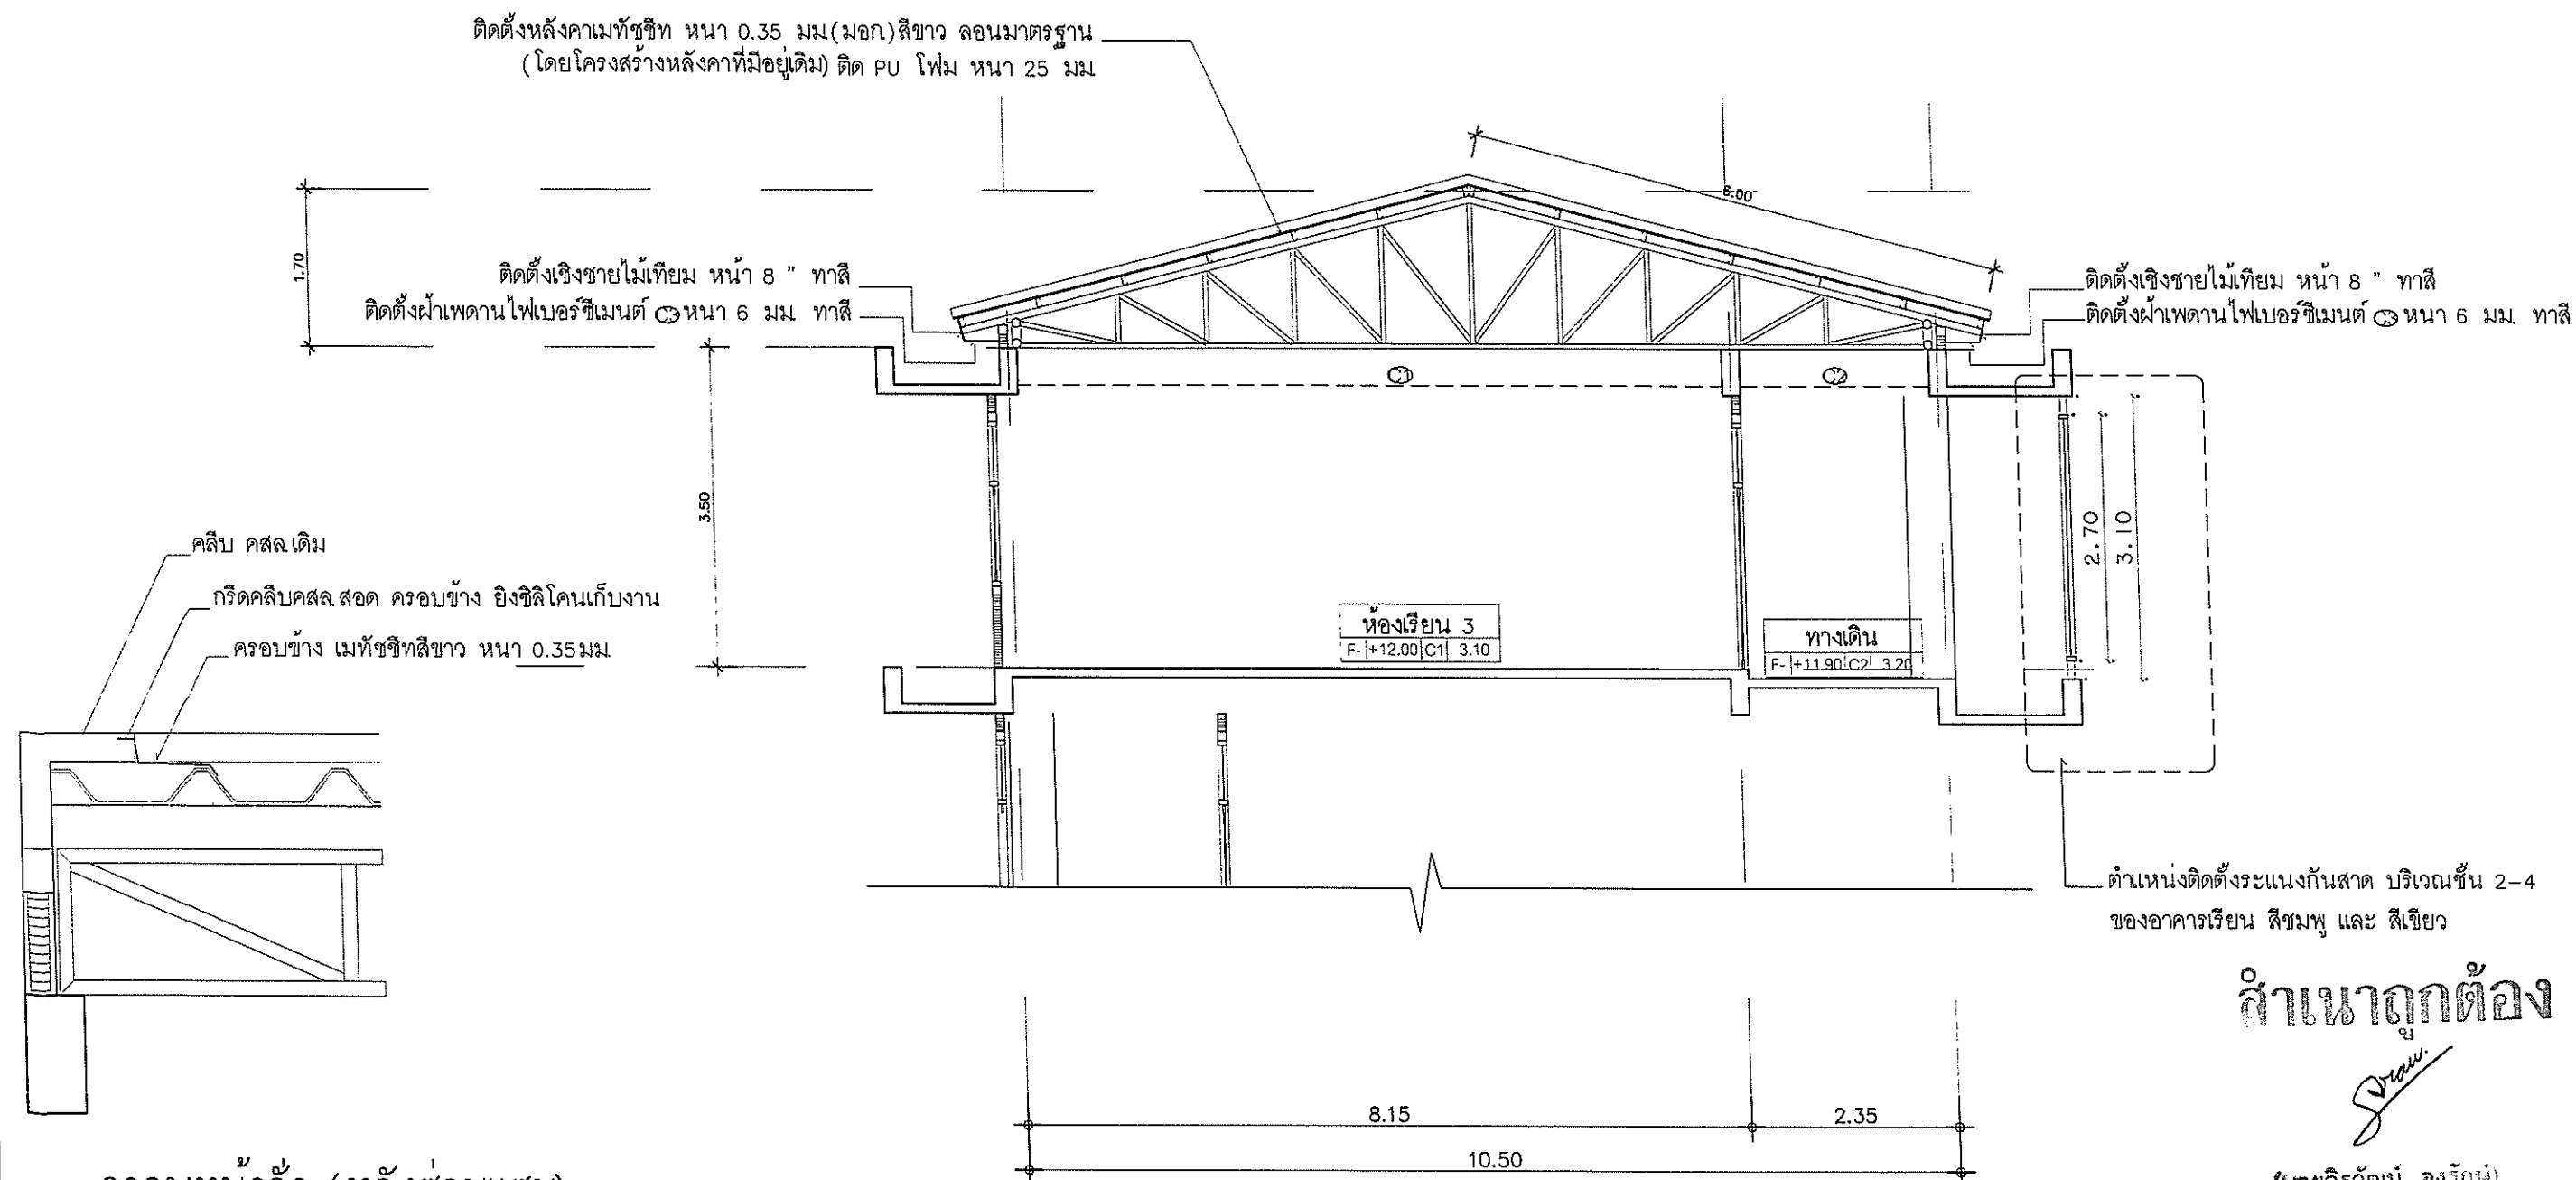 ติดตั้งหลังคาเมทัชชีท หนา 0.35 มม(มอก)สีขาว ลอนมาตรฐาน
(โดยโครงสร้างหลังคาที่มีอยู่เดิม) ติด PU โฟม หนา 25 มม
6.00
1.70
ติดตั้งเชิงชายไม้เทียม หน้า 8 " ทาสี
ติดตั้งฝ้าเพดานไฟเบอร์ซีเมนต์ C3 หนา 6 มม. ทาสี
ติดตั้งเชิงชายไม้เทียม หน้า 8 " ทาสี
ติดตั้งฝ้าเพดานไฟเบอร์ซีเมนต์ C3 หนา 6 มม. ทาสี
C1
C2
3.50
2.70
3.10
คลีบ คสล.เดิม
กรีดคลีบคสล.สอด ครอบข้าง ยิงซิลิโคนเก็บงาน
ครอบข้าง เมทัชชีทสีขาว หนา 0.35มม.
ห้องเรียน 3
F- +12.00 C1 3.10
ทางเดิน
F- +11.90 C2 3.20
ตำแหน่งติดตั้งระแนงกันสาด บริเวณชั้น 2-4
ของอาคารเรียน สีชมพู และ สีเขียว
สำเนาถูกต้อง
8.15
2.35
10.50